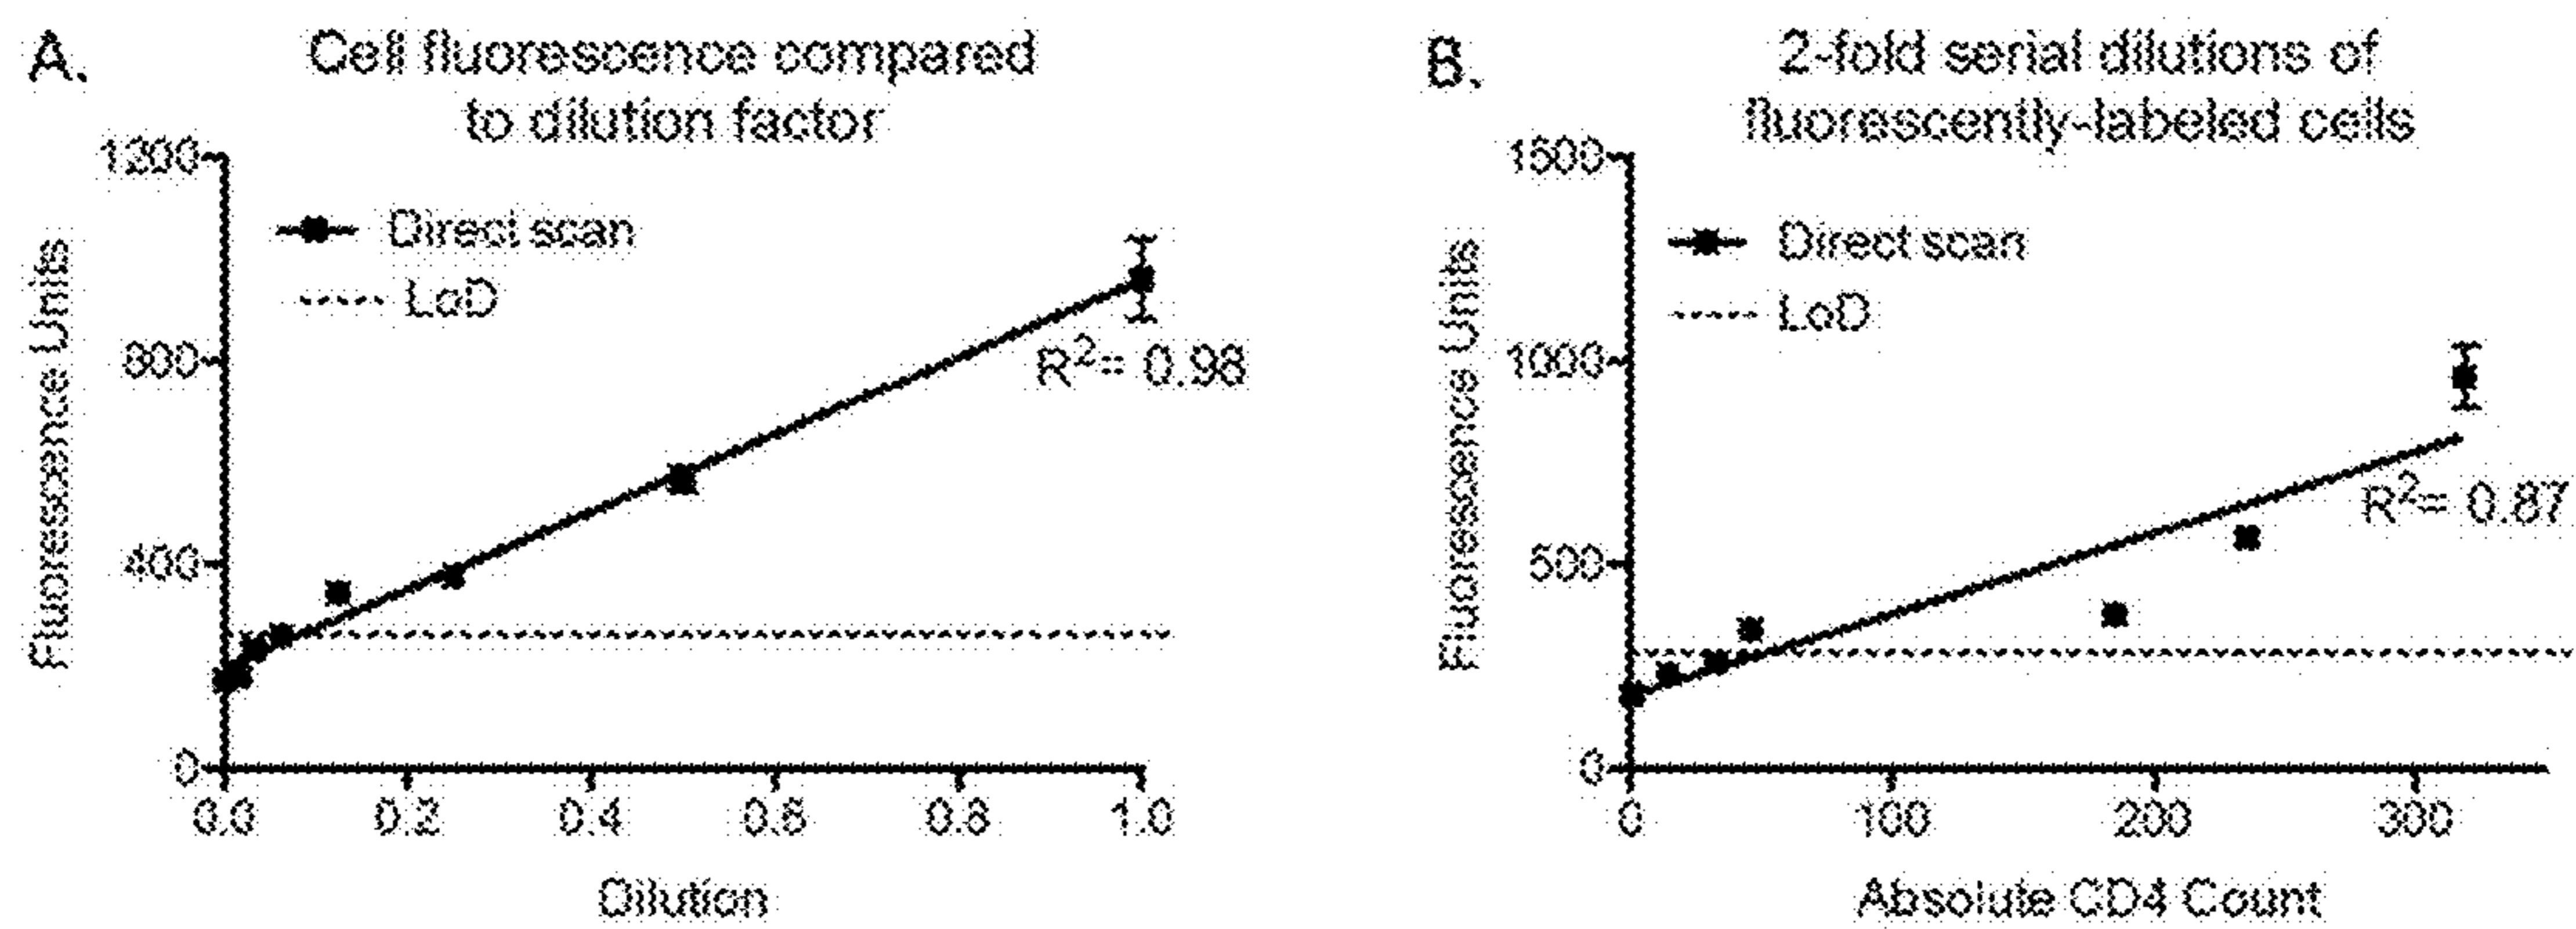 A.
Cell fluorescence compared
to dilution factor
1200
800
400
0
Fluorescence Units
Direct scan
LoD
R²= 0.98
0.0 0.2 0.4 0.6 0.8 1.0
Dilution
B.
2-fold serial dilutions of
fluorescently-labeled cells
1500
1000
500
0
Fluorescence Units
Direct scan
LoD
R²= 0.87
0 100 200 300
Absolute CD4 Count